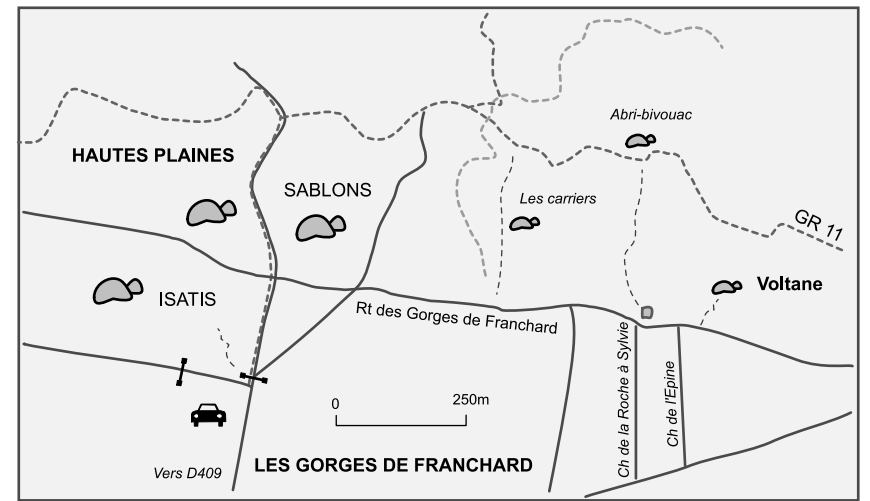 Abri-bivouac
HAUTES PLAINES
SABLONS
Les carriers
GR 11
Voltane
ISATIS
Rt des Gorges de Franchard
0
250m
Ch de la Roche à Sylvie
Ch de l'Epine
Vers D409
LES GORGES DE FRANCHARD